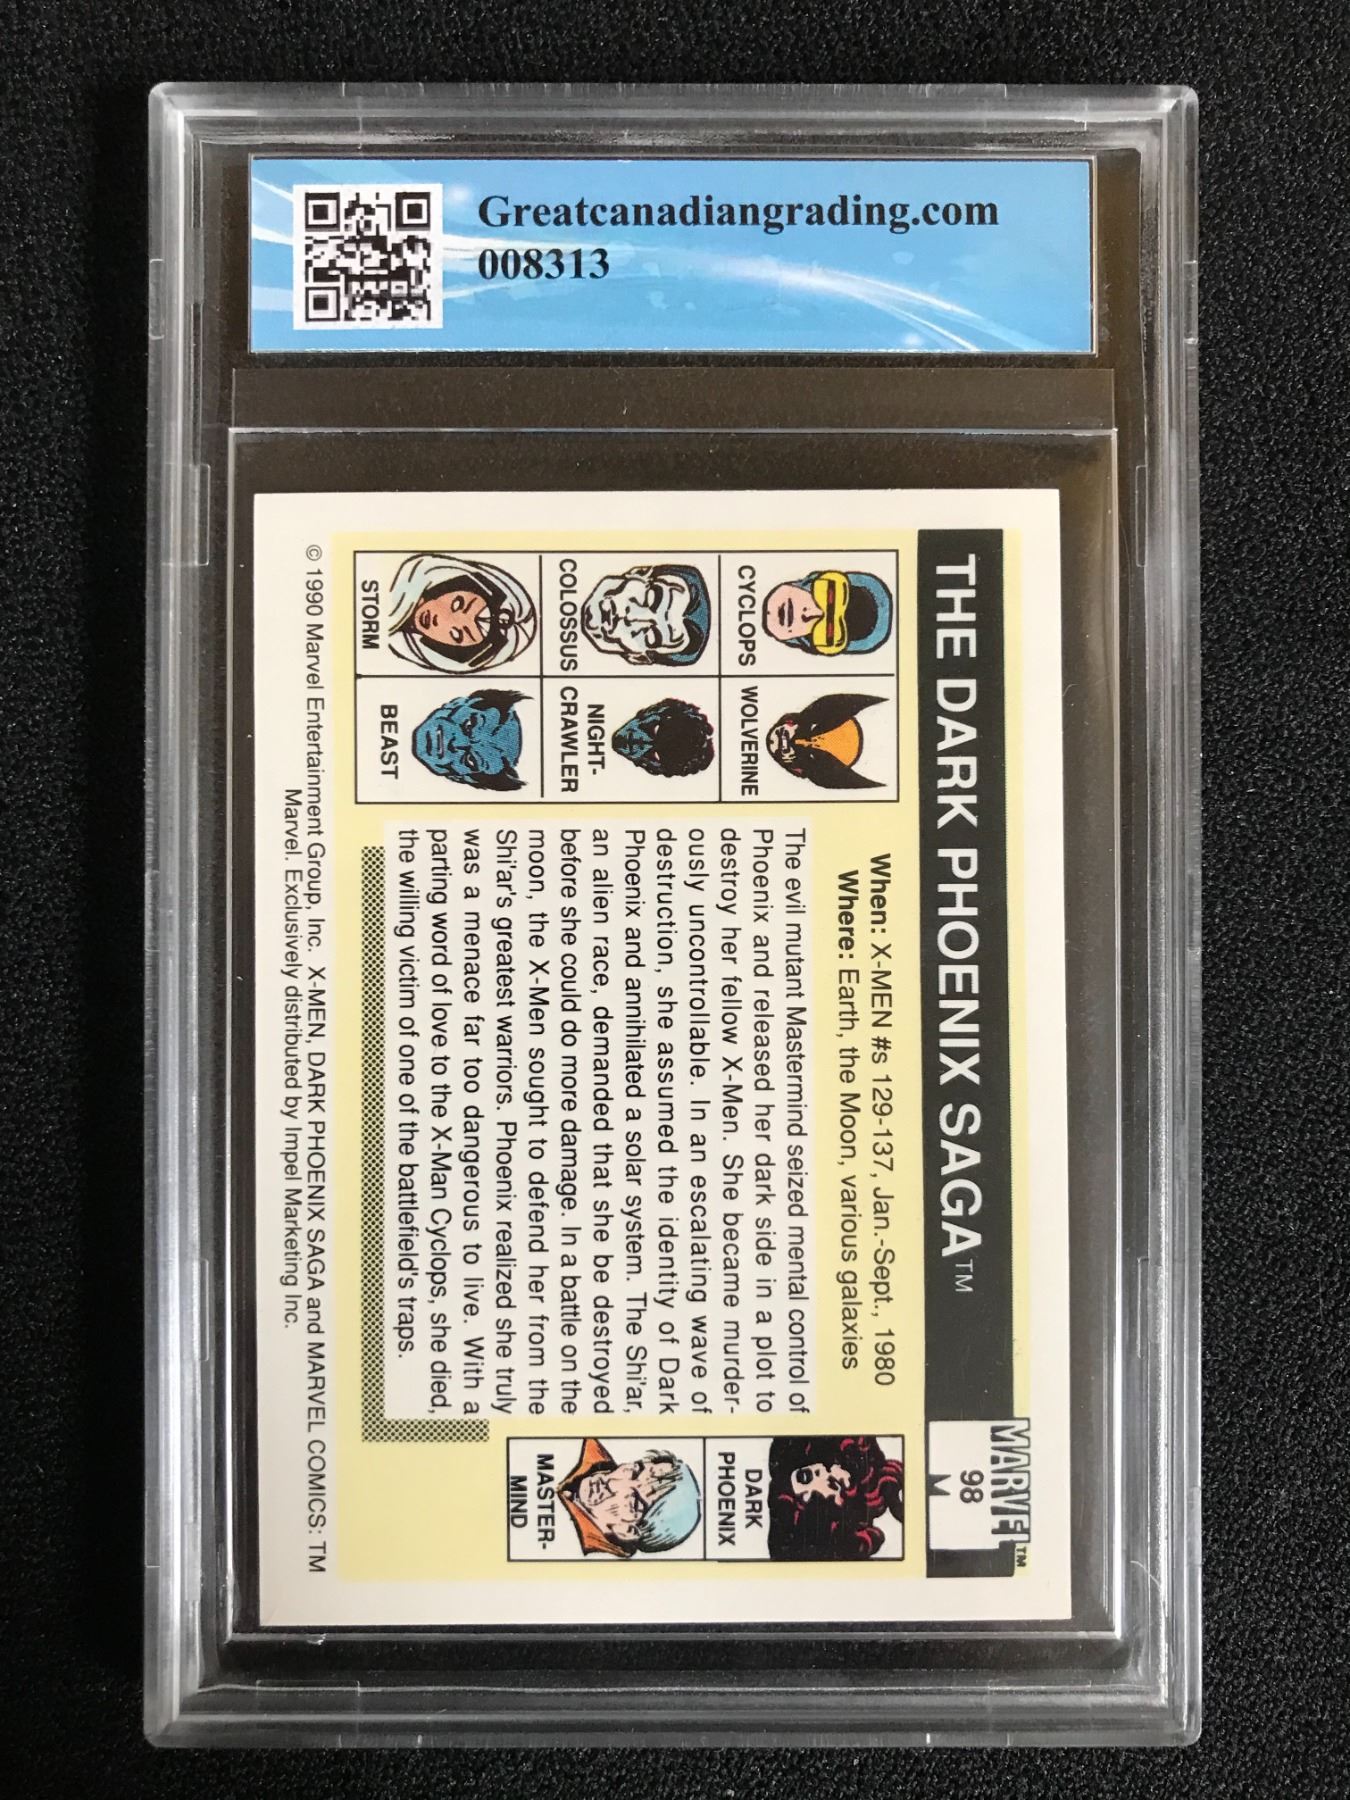 Greatcanadiangrading.com
008313
THE DARK PHOENIX SAGA™
MARVEL™
98
M
CYCLOPS
WOLVERINE
COLOSSUS
NIGHT-
CRAWLER
STORM
BEAST
When: X-MEN #s 129-137, Jan.-Sept., 1980
Where: Earth, the Moon, various galaxies
The evil mutant Mastermind seized mental control of
Phoenix and released her dark side in a plot to
destroy her fellow X-Men. She became murder-
ously uncontrollable. In an escalating wave of
destruction, she assumed the identity of Dark
Phoenix and annihilated a solar system. The Shi'ar,
an alien race, demanded that she be destroyed
before she could do more damage. In a battle on the
moon, the X-Men sought to defend her from the
Shi'ar's greatest warriors. Phoenix realized she truly
was a menace far too dangerous to live. With a
parting word of love to the X-Man Cyclops, she died,
the willing victim of one of the battlefield's traps.
DARK
PHOENIX
MASTER-
MIND
© 1990 Marvel Entertainment Group, Inc. X-MEN, DARK PHOENIX SAGA and MARVEL COMICS: TM
Marvel. Exclusively distributed by Impel Marketing Inc.